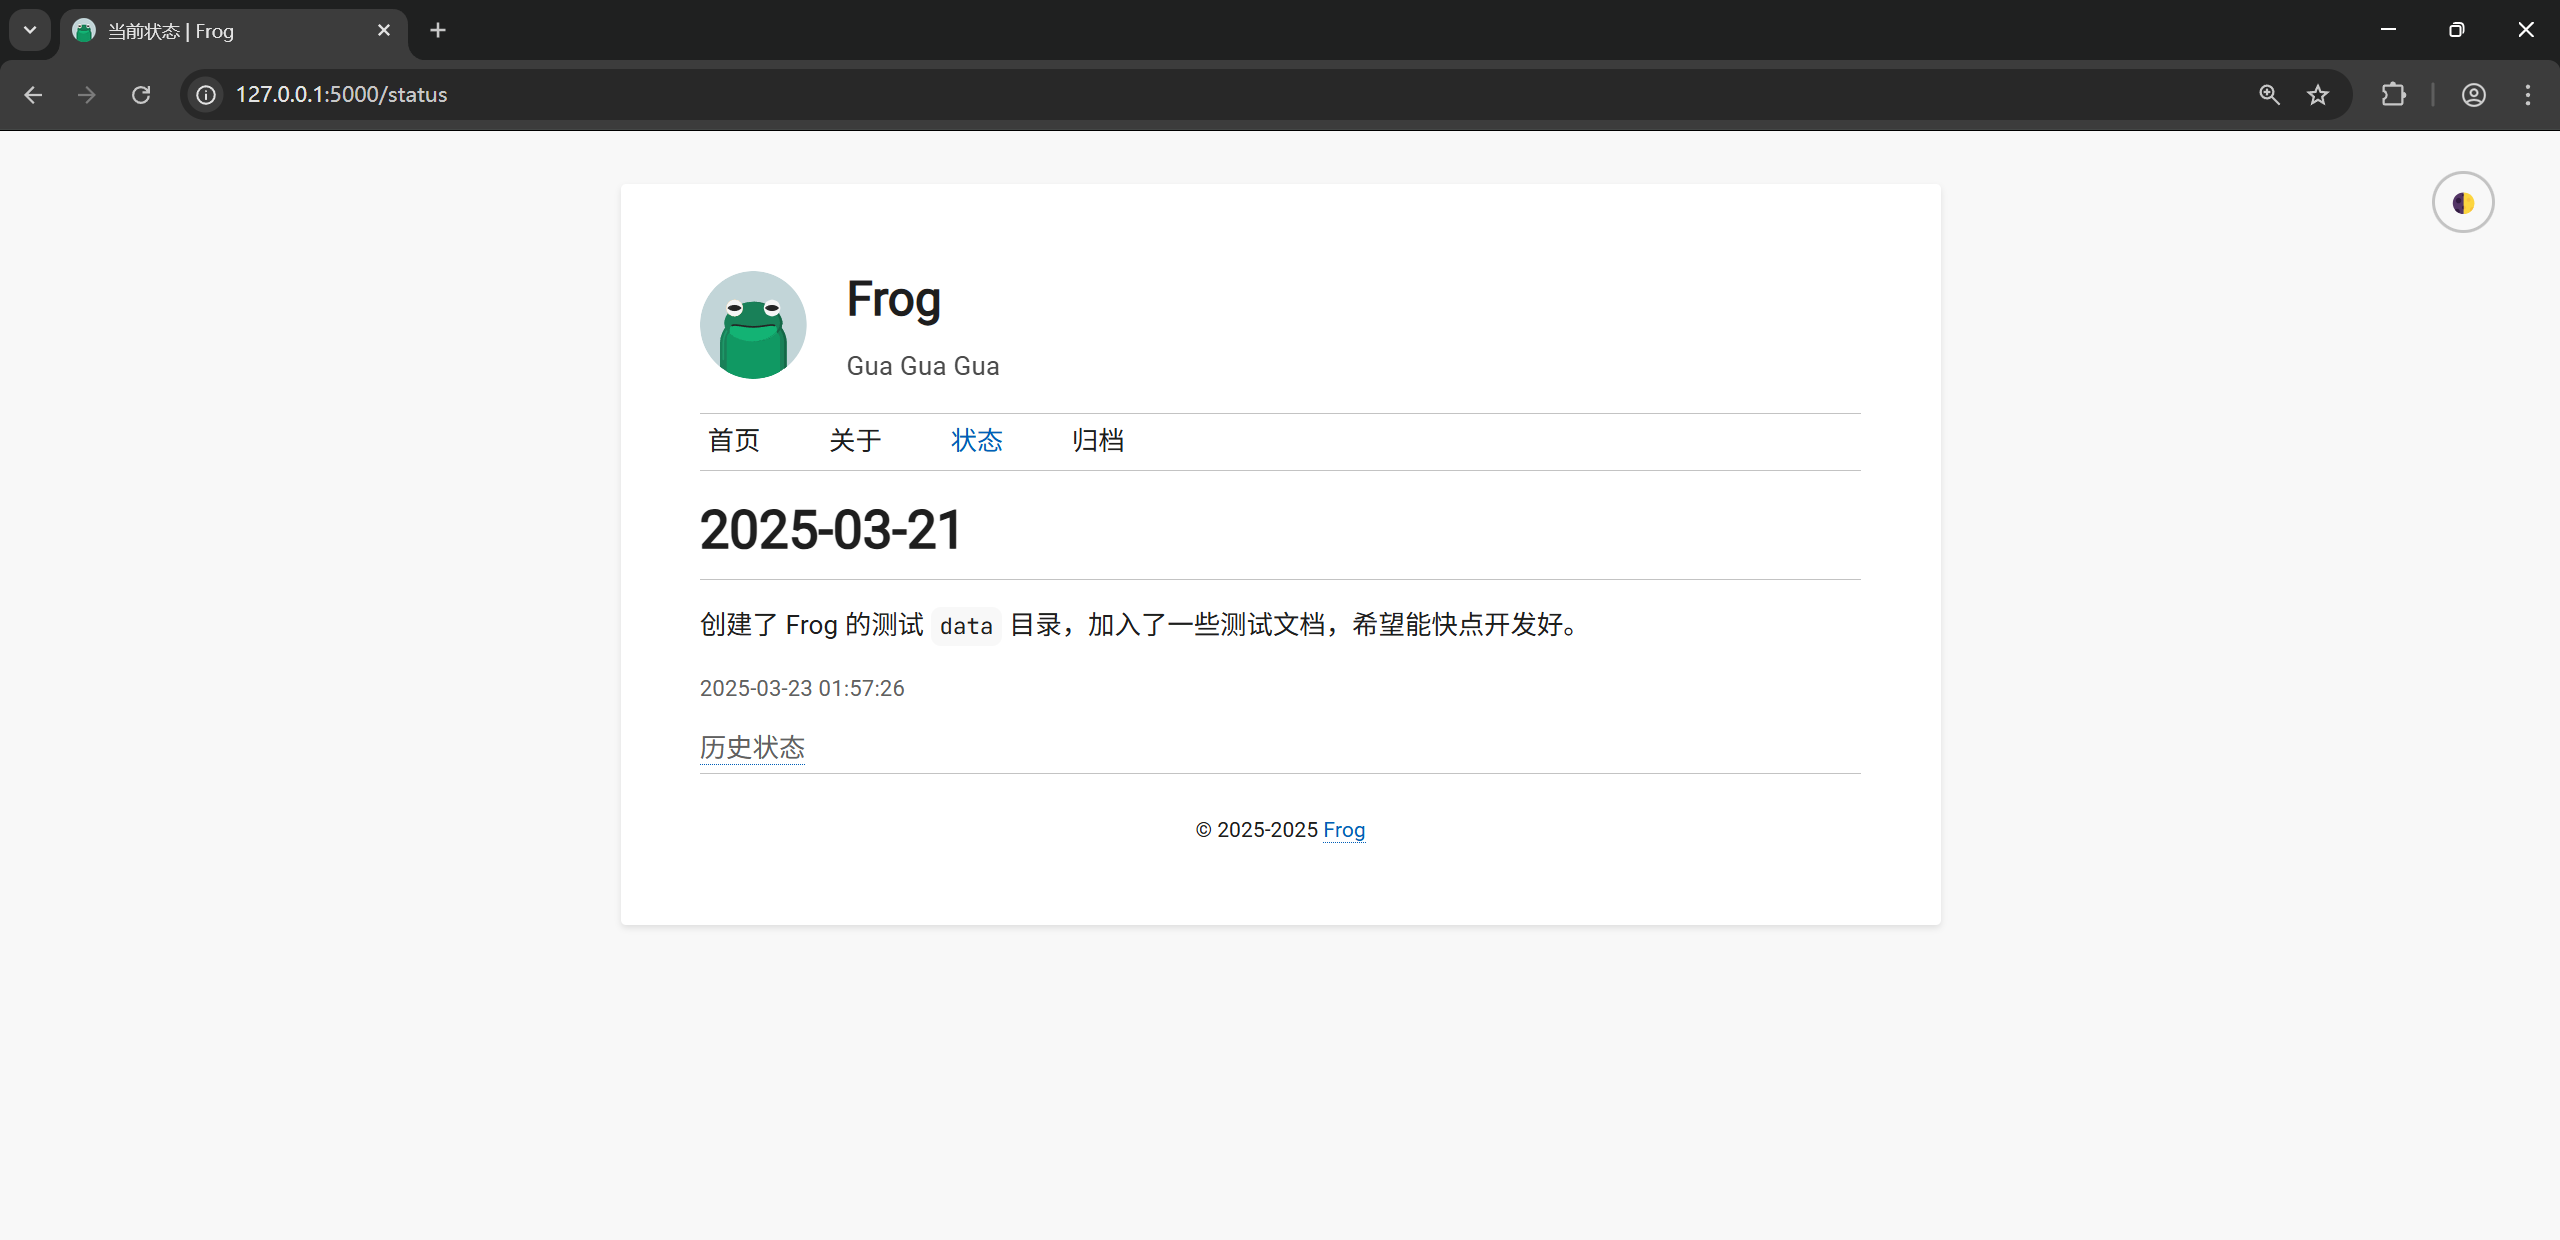 当前状态 | Frog
127.0.0.1:5000/status
Frog
Gua Gua Gua
首页 关于 状态 归档
2025-03-21
创建了 Frog 的测试 data 目录，加入了一些测试文档，希望能快点开发好。
2025-03-23 01:57:26
历史状态
© 2025-2025 Frog